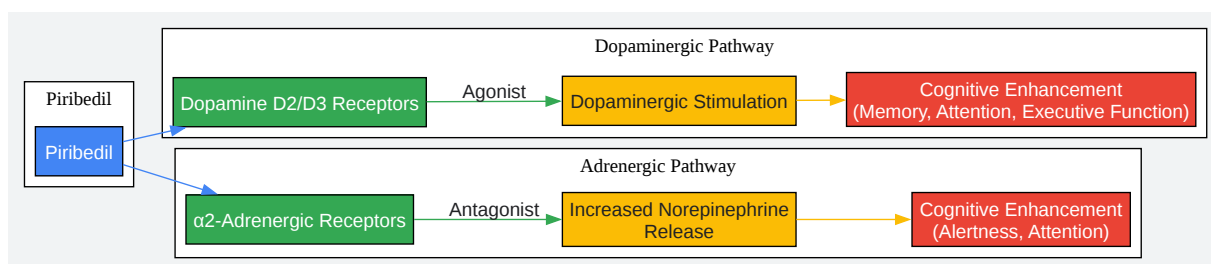 Dopaminergic Pathway
Piribedil
Dopamine D2/D3 Receptors
Agonist
Dopaminergic Stimulation
Cognitive Enhancement
(Memory, Attention, Executive Function)
Piribedil
Adrenergic Pathway
α2-Adrenergic Receptors
Antagonist
Increased Norepinephrine
Release
Cognitive Enhancement
(Alertness, Attention)